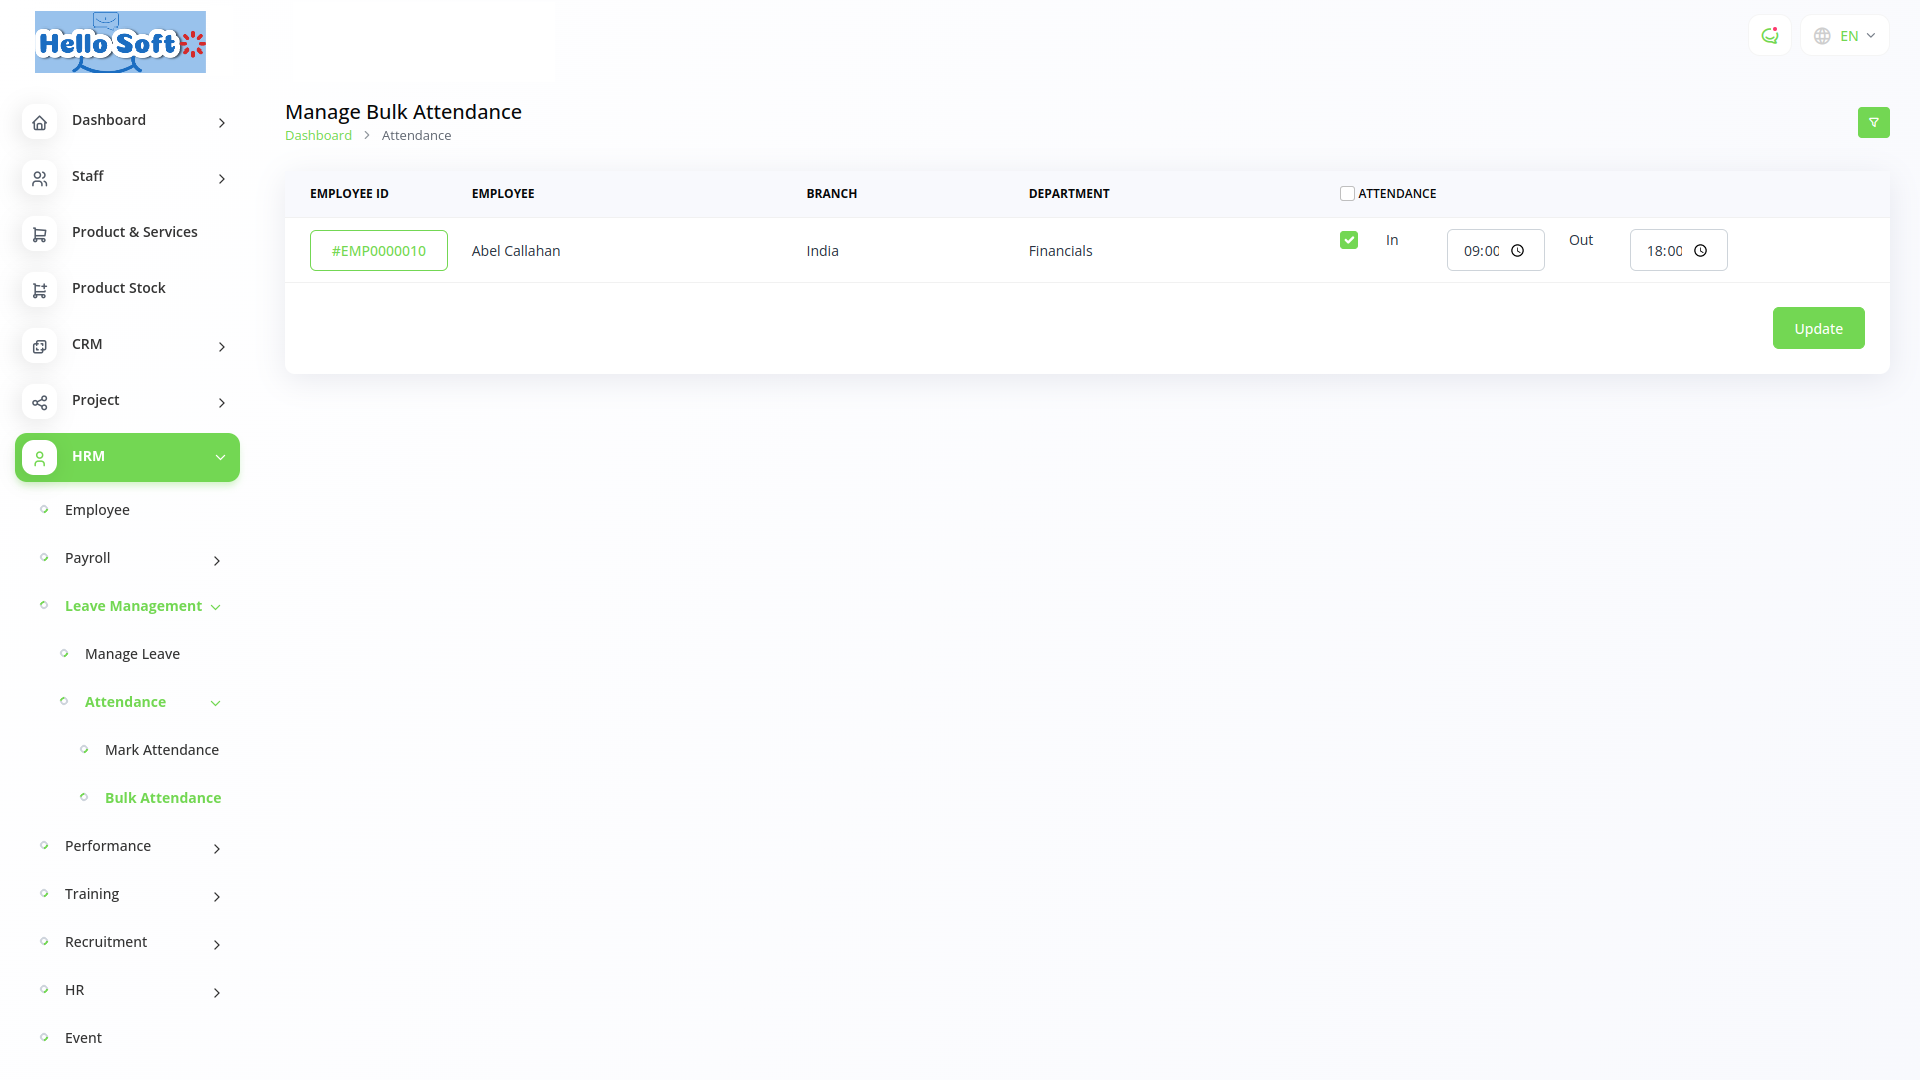 Hello Soft
EN
Dashboard
Staff
Product & Services
Product Stock
CRM
Project
HRM
Employee
Payroll
Leave Management
Manage Leave
Attendance
Mark Attendance
Bulk Attendance
Performance
Training
Recruitment
HR
Event
Manage Bulk Attendance
Dashboard > Attendance
EMPLOYEE ID EMPLOYEE BRANCH DEPARTMENT ATTENDANCE
#EMP0000010 Abel Callahan India Financials In 09:00 Out 18:00
Update